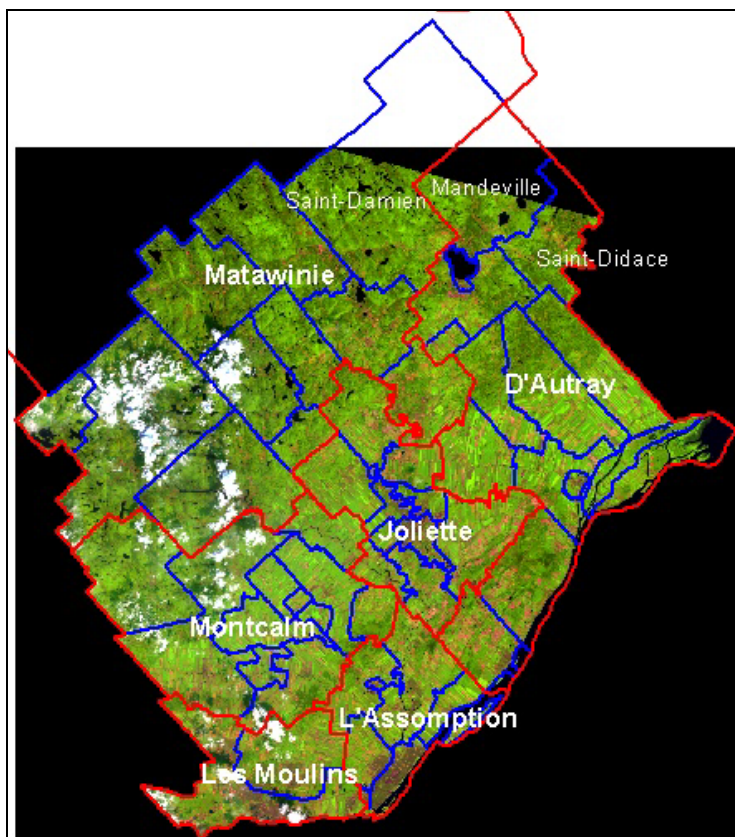 Mandeville
Saint-Damien
Saint-Didace
Matawinie
D'Autray
Joliette
Montcalm
L'Assomption
Les Moulins